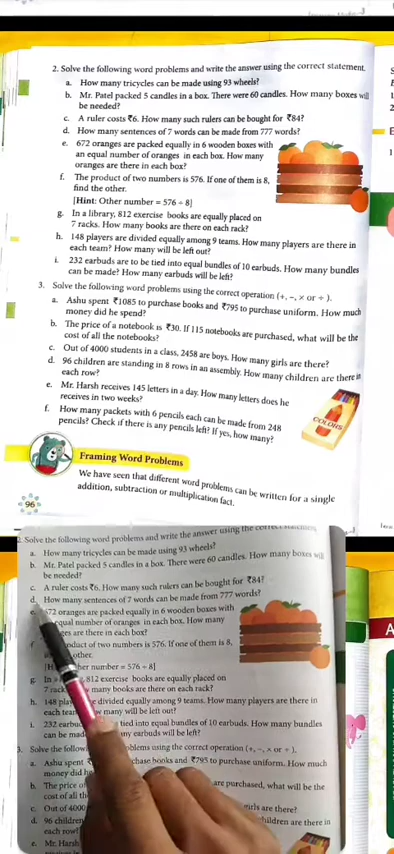 2. Solve the following word problems and write the answer using the correct statement.
a. How many tricycles can be made using 93 wheels?
b. Mr. Patel packed 5 candles in a box. There were 60 candles. How many boxes will
be needed?
c. A ruler costs ₹6. How many such rulers can be bought for ₹84?
d. How many sentences of 7 words can be made from 777 words?
e. 672 oranges are packed equally in 6 wooden boxes with
an equal number of oranges in each box. How many
oranges are there in each box?
f. The product of two numbers is 576. If one of them is 8,
find the other.
[Hint: Other number = 576 ÷ 8]
g. In a library, 812 exercise books are equally placed on
7 racks. How many books are there on each rack?
h. 148 players are divided equally among 9 teams. How many players are there in
each team? How many will be left out?
i. 232 earbuds are to be tied into equal bundles of 10 earbuds. How many bundles
can be made? How many earbuds will be left?
3. Solve the following word problems using the correct operation (+, −, × or ÷ ).
a. Ashu spent ₹1085 to purchase books and ₹795 to purchase uniform. How much
money did he spend?
b. The price of a notebook is ₹30. If 115 notebooks are purchased, what will be the
cost of all the notebooks?
c. Out of 4000 students in a class, 2458 are boys. How many girls are there?
d. 96 children are standing in 8 rows in an assembly. How many children are there in
each row?
e. Mr. Harsh receives 145 letters in a day. How many letters does he
receives in two weeks?
f. How many packets with 6 pencils each can be made from 248
pencils? Check if there is any pencils left? If yes, how many?
COLORS
Framing Word Problems
We have seen that different word problems can be written for a single
addition, subtraction or multiplication fact.
96
2. Solve the following word problems and write the answer using the correct
a. How many tricycles can be made using 93 wheels?
b. Mr. Patel packed 5 candles in a box. There were 60 candles. How many boxes will
be needed?
c. A ruler costs ₹6. How many such rulers can be bought for ₹84?
d. How many sentences of 7 words can be made from 777 words?
672 oranges are packed equally in 6 wooden boxes with
equal number of oranges in each box. How many
are there in each box?
of two numbers is 576. If one of them is 8,
other.
number = 576 ÷ 8]
g. In 812 exercise books are equally placed on
7 many books are there on each rack?
h. 148 divided equally among 9 teams. How many players are there in
each many will be left out?
i. 232 tied into equal bundles of 10 earbuds. How many bundles
can be earbuds will be left?
3. Solve the using the correct operation (+, −, × or ÷ ).
a. Ashu spent books and ₹795 to purchase uniform. How much
money did
b. The price of are purchased, what will be the
cost of all
c. Out of 4000 girls are there?
d. 96 children children are there in
each row?
e. Mr. Harsh